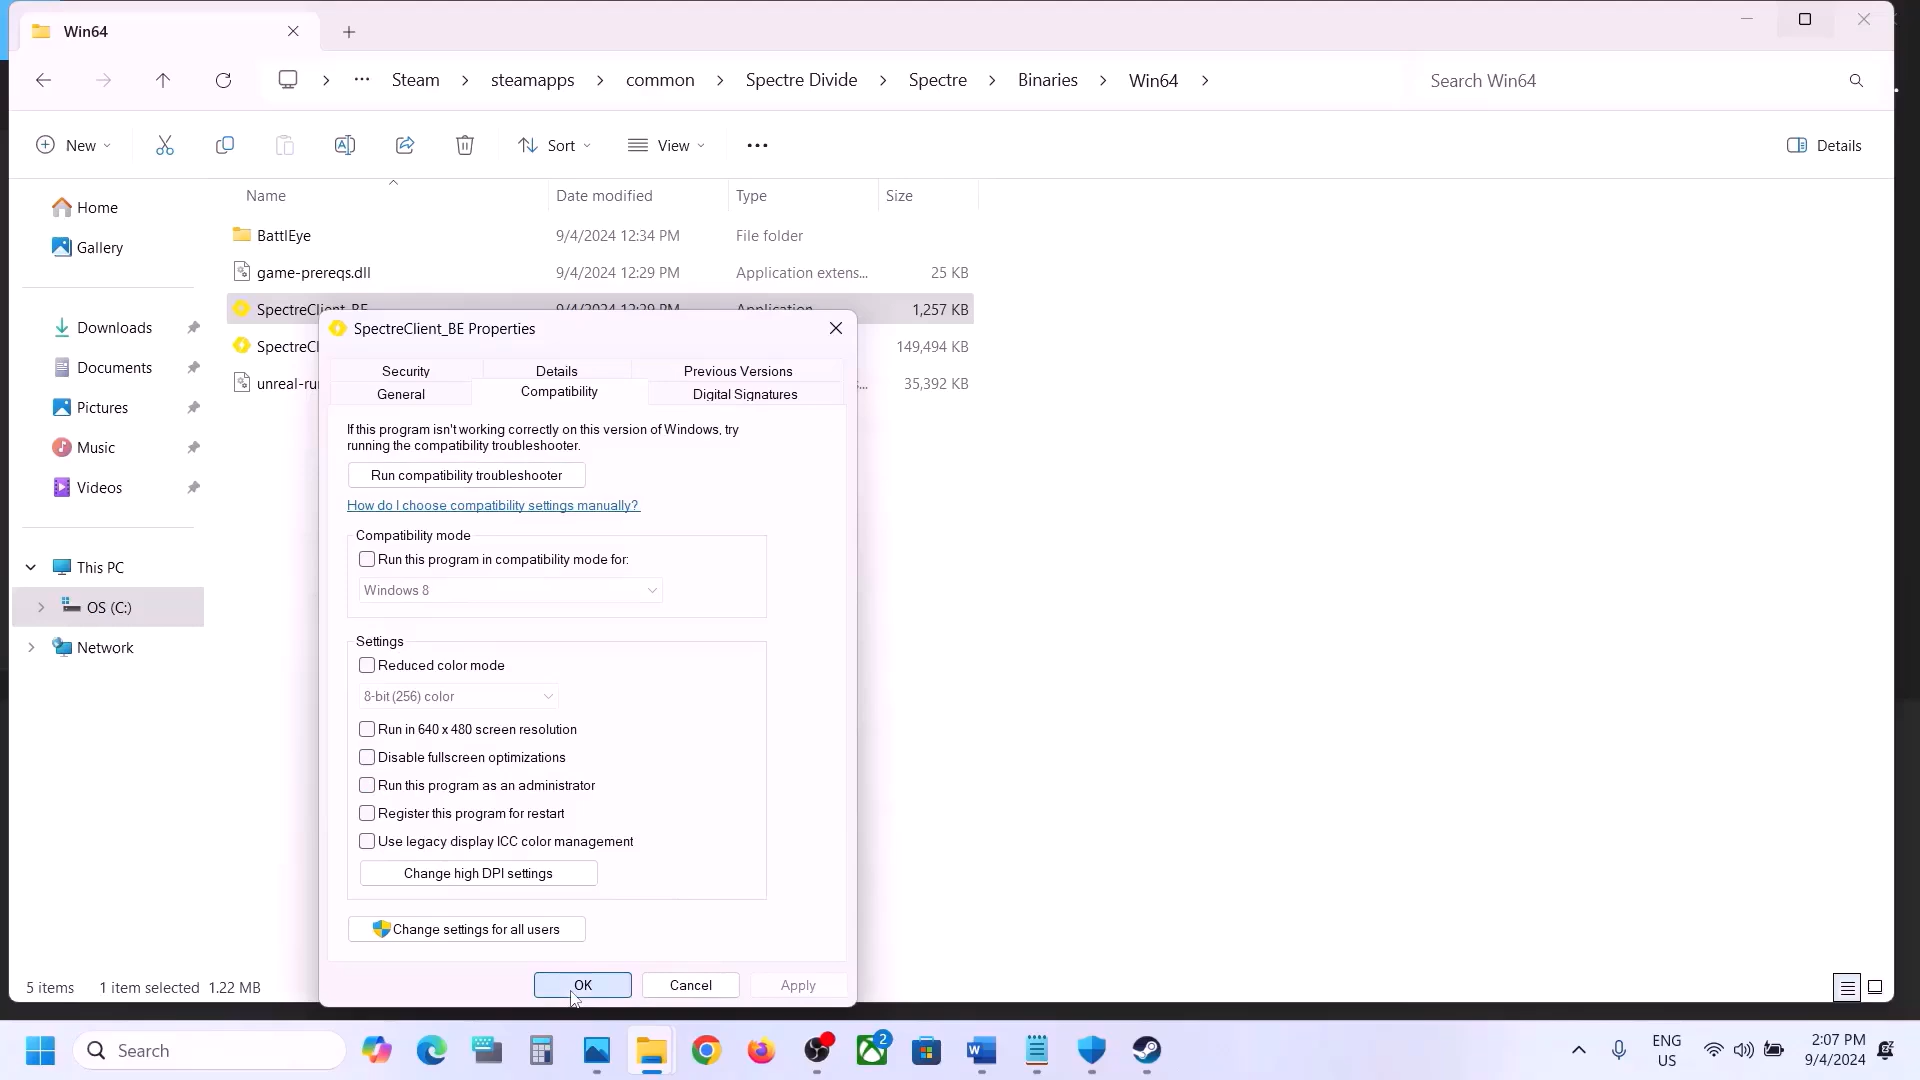 Win64
Steam
steamapps
common
Spectre Divide
Spectre
Binaries
Win64
Search Win64
New
Sort
View
Details
Name
Date modified
Type
Size
Home
Gallery
Downloads
Documents
Pictures
Music
Videos
This PC
OS (C:)
Network
BattlEye 9/4/2024 12:34 PM File folder
game-prereqs.dll 9/4/2024 12:29 PM Application extens... 25 KB
SpectreClient_BE 9/4/2024 12:29 PM Application 1,257 KB
149,494 KB
... 35,392 KB
SpectreClient_BE Properties
Security
Details
Previous Versions
General
Compatibility
Digital Signatures
If this program isn't working correctly on this version of Windows, try
running the compatibility troubleshooter.
Run compatibility troubleshooter
How do I choose compatibility settings manually?
Compatibility mode
Run this program in compatibility mode for:
Windows 8
Settings
Reduced color mode
8-bit (256) color
Run in 640 x 480 screen resolution
Disable fullscreen optimizations
Run this program as an administrator
Register this program for restart
Use legacy display ICC color management
Change high DPI settings
Change settings for all users
OK
Cancel
Apply
5 items
1 item selected 1.22 MB
Search
2
ENG
US
2:07 PM
9/4/2024